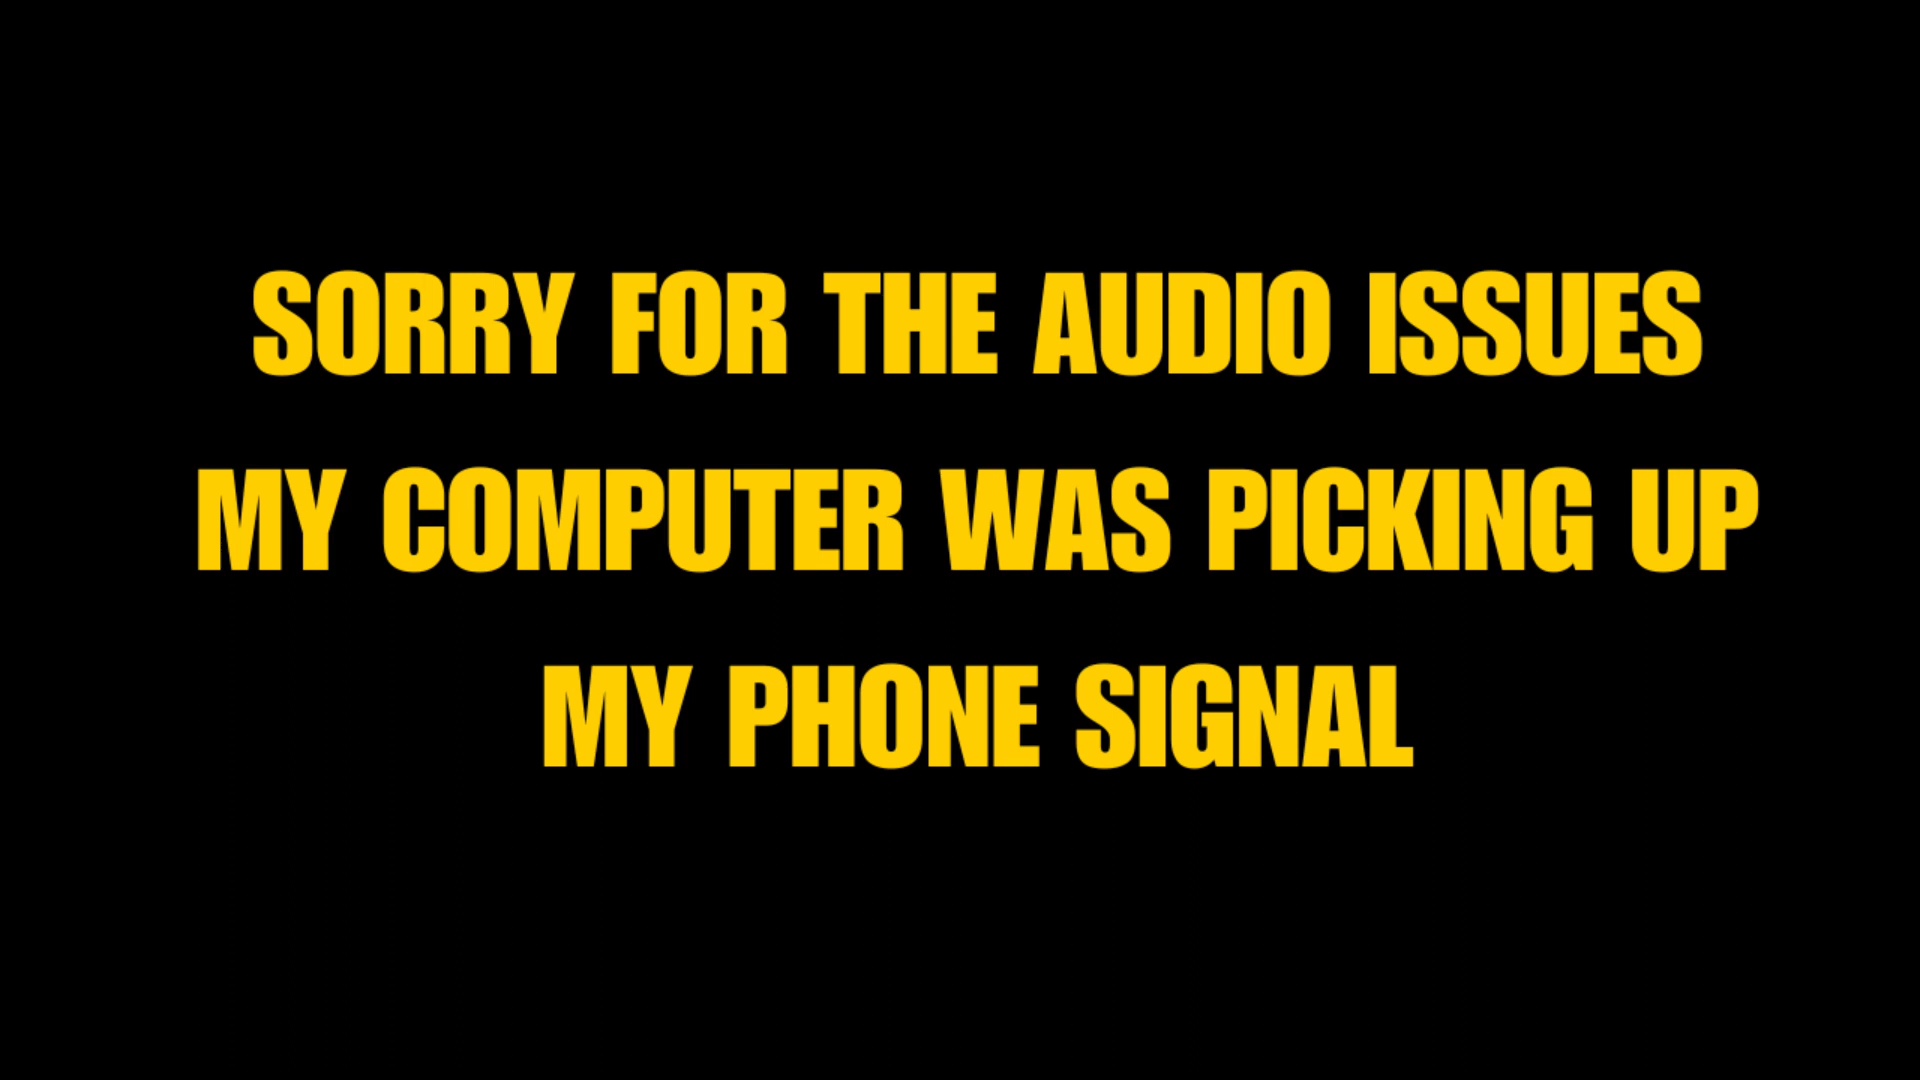 SORRY FOR THE AUDIO ISSUES
MY COMPUTER WAS PICKING UP
MY PHONE SIGNAL